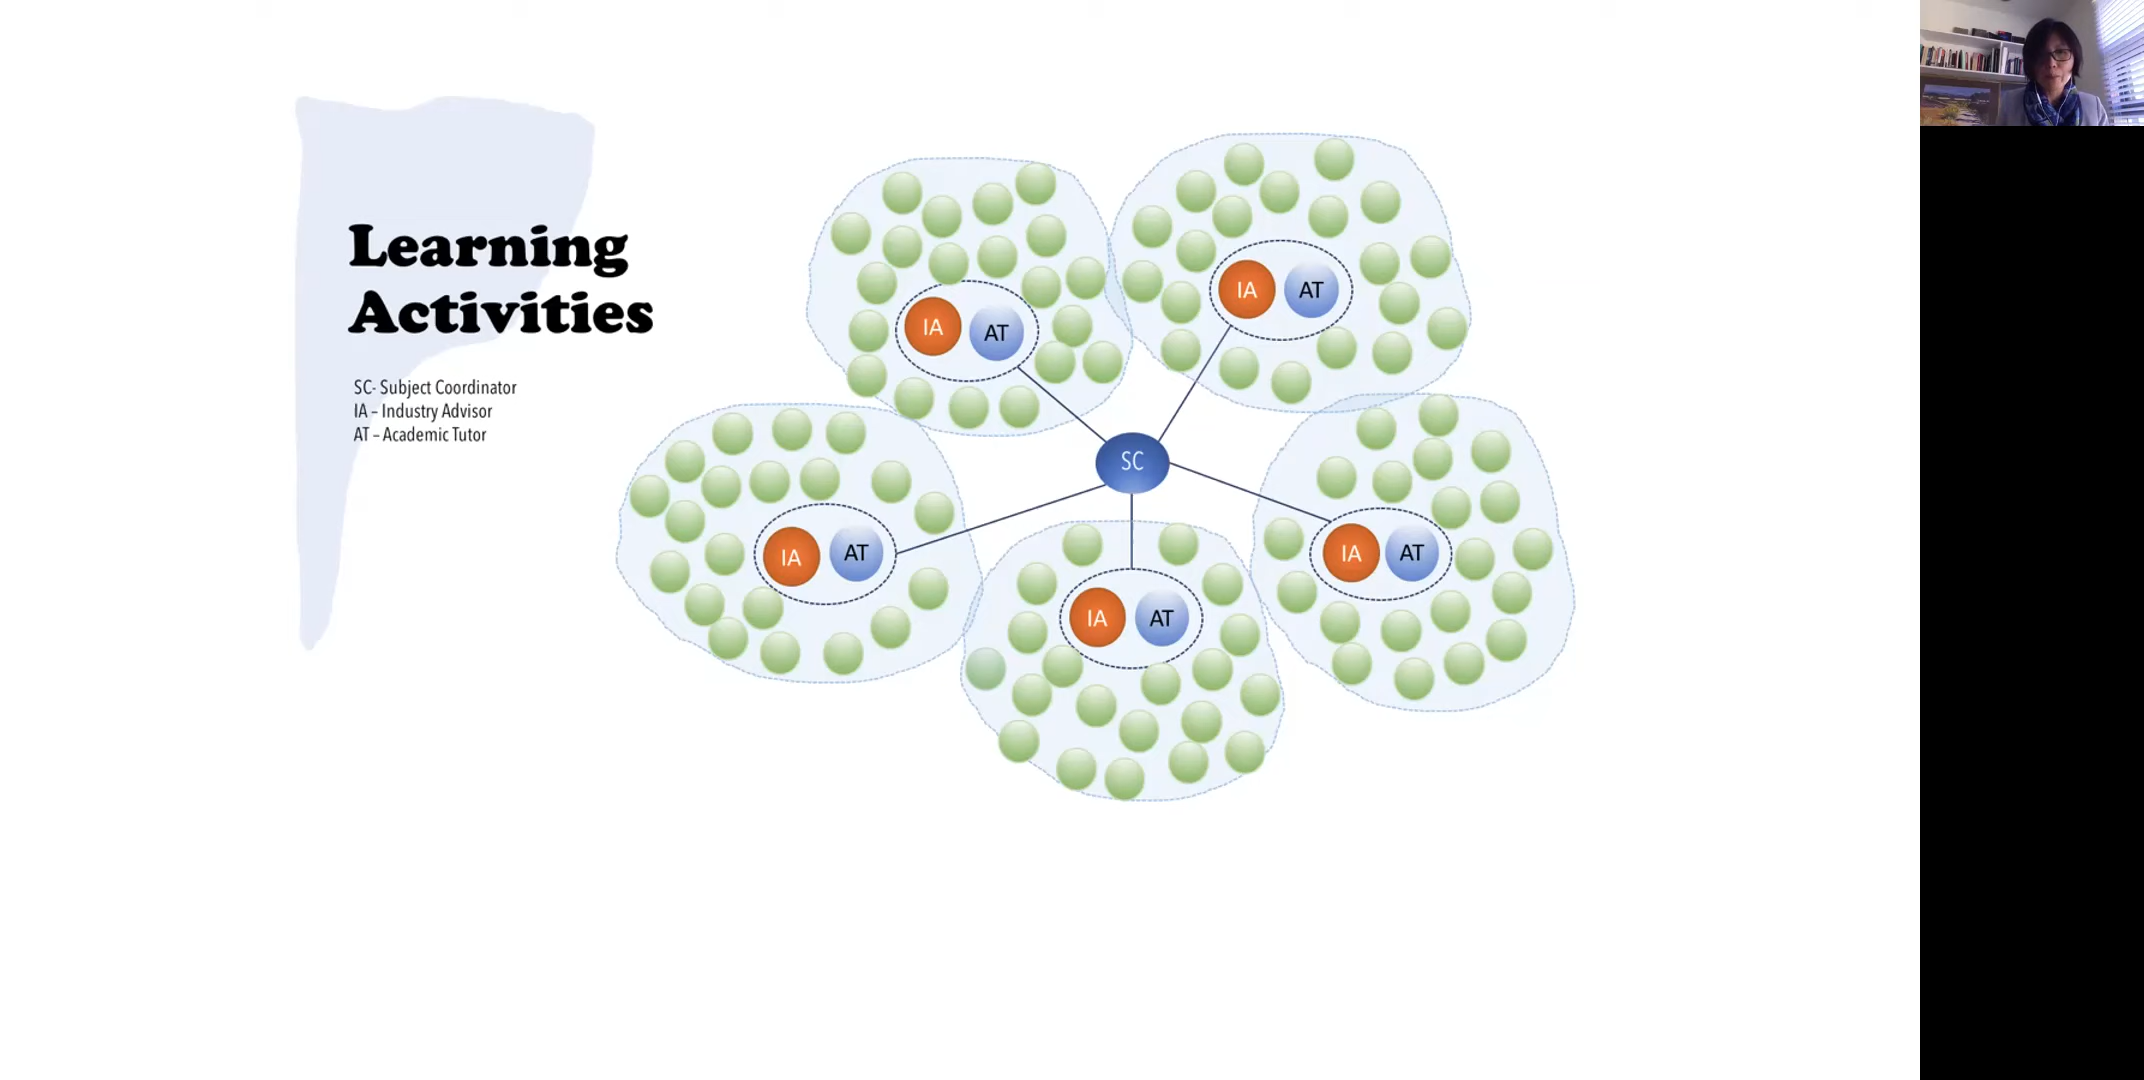 Learning
Activities
SC- Subject Coordinator
IA – Industry Advisor
AT – Academic Tutor
IA AT
IA AT
SC
IA AT
IA AT
IA AT